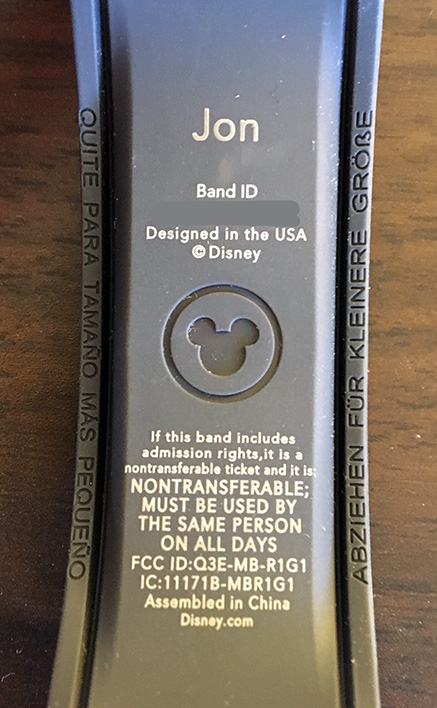 Jon
Band ID
Designed in the USA
© Disney
If this band includes
admission rights,it is a
nontransferable ticket and it is:
NONTRANSFERABLE;
MUST BE USED BY
THE SAME PERSON
ON ALL DAYS
FCC ID:Q3E-MB-R1G1
IC:11171B-MBR1G1
Assembled in China
Disney.com
QUITE PARA TAMAÑO MÁS PEQUEÑO
ABZIEHEN FÜR KLEINERE GRÖßE